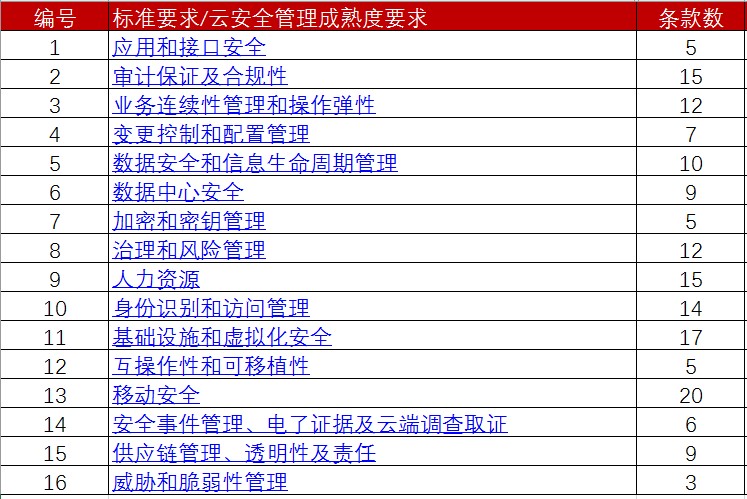 编号 标准要求/云安全管理成熟度要求 条款数
1 应用和接口安全 5
2 审计保证及合规性 15
3 业务连续性管理和操作弹性 12
4 变更控制和配置管理 7
5 数据安全和信息生命周期管理 10
6 数据中心安全 9
7 加密和密钥管理 5
8 治理和风险管理 12
9 人力资源 15
10 身份识别和访问管理 14
11 基础设施和虚拟化安全 17
12 互操作性和可移植性 5
13 移动安全 20
14 安全事件管理、电了证据及云端调查取证 6
15 供应链管理、透明性及责任 9
16 威胁和脆弱性管理 3